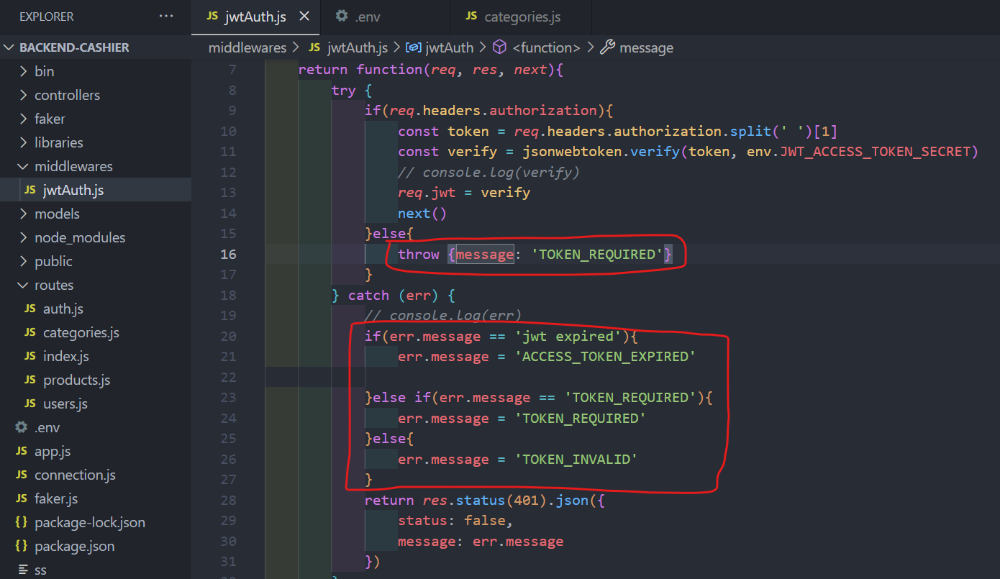 EXPLORER ···
JS jwtAuth.js
.env
JS categories.js
BACKEND-CASHIER
bin
controllers
faker
libraries
middlewares
JS jwtAuth.js
models
node_modules
public
routes
JS auth.js
JS categories.js
JS index.js
JS products.js
JS users.js
.env
JS app.js
JS connection.js
JS faker.js
{} package-lock.json
{} package.json
ss
middlewares > JS jwtAuth.js > jwtAuth > <function> > message
7 return function(req, res, next){
8 try {
9 if(req.headers.authorization){
10 const token = req.headers.authorization.split(' ')[1]
11 const verify = jsonwebtoken.verify(token, env.JWT_ACCESS_TOKEN_SECRET)
12 // console.log(verify)
13 req.jwt = verify
14 next()
15 }else{
16 throw {message: 'TOKEN_REQUIRED'}
17 }
18 } catch (err) {
19 // console.log(err)
20 if(err.message == 'jwt expired'){
21 err.message = 'ACCESS_TOKEN_EXPIRED'
22
23 }else if(err.message == 'TOKEN_REQUIRED'){
24 err.message = 'TOKEN_REQUIRED'
25 }else{
26 err.message = 'TOKEN_INVALID'
27 }
28 return res.status(401).json({
29 status: false,
30 message: err.message
31 })